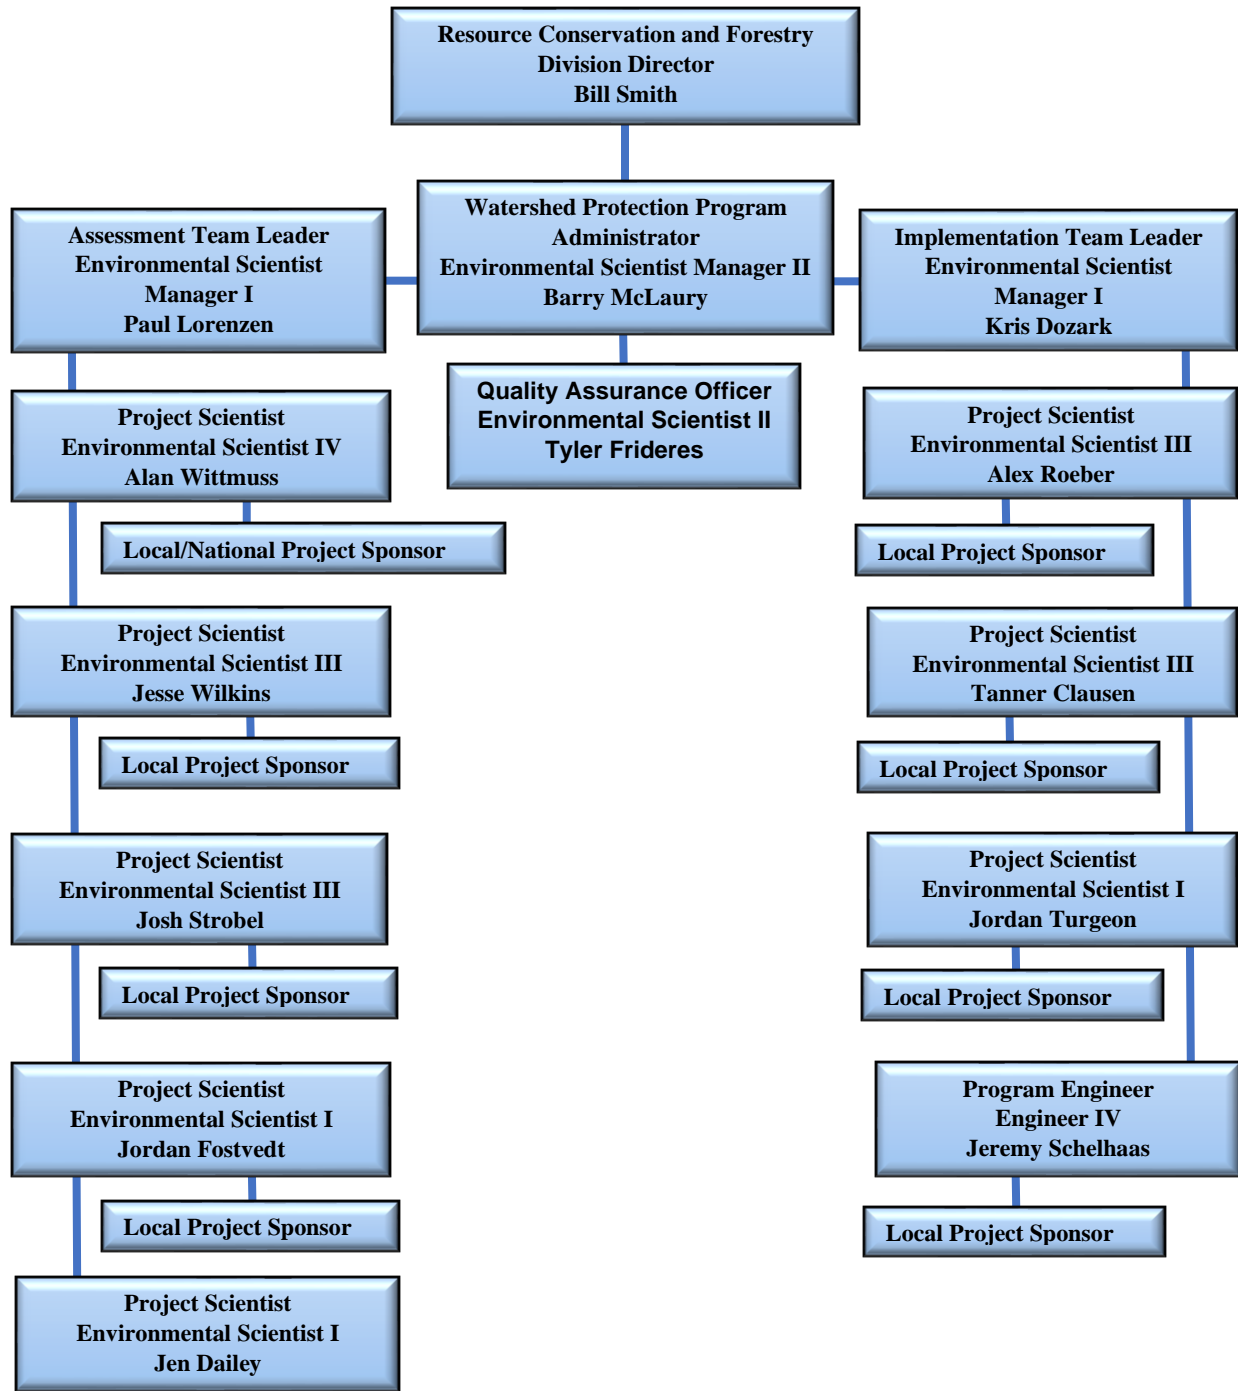 Resource Conservation and Forestry
Division Director
Bill Smith
Watershed Protection Program
Administrator
Environmental Scientist Manager II
Barry McLaury
Quality Assurance Officer
Environmental Scientist II
Tyler Frideres
Assessment Team Leader
Environmental Scientist
Manager I
Paul Lorenzen
Project Scientist
Environmental Scientist IV
Alan Wittmuss
Local/National Project Sponsor
Project Scientist
Environmental Scientist III
Jesse Wilkins
Local Project Sponsor
Project Scientist
Environmental Scientist III
Josh Strobel
Local Project Sponsor
Project Scientist
Environmental Scientist I
Jordan Fostvedt
Local Project Sponsor
Project Scientist
Environmental Scientist I
Jen Dailey
Implementation Team Leader
Environmental Scientist
Manager I
Kris Dozark
Project Scientist
Environmental Scientist III
Alex Roeber
Local Project Sponsor
Project Scientist
Environmental Scientist III
Tanner Clausen
Local Project Sponsor
Project Scientist
Environmental Scientist I
Jordan Turgeon
Local Project Sponsor
Program Engineer
Engineer IV
Jeremy Schelhaas
Local Project Sponsor